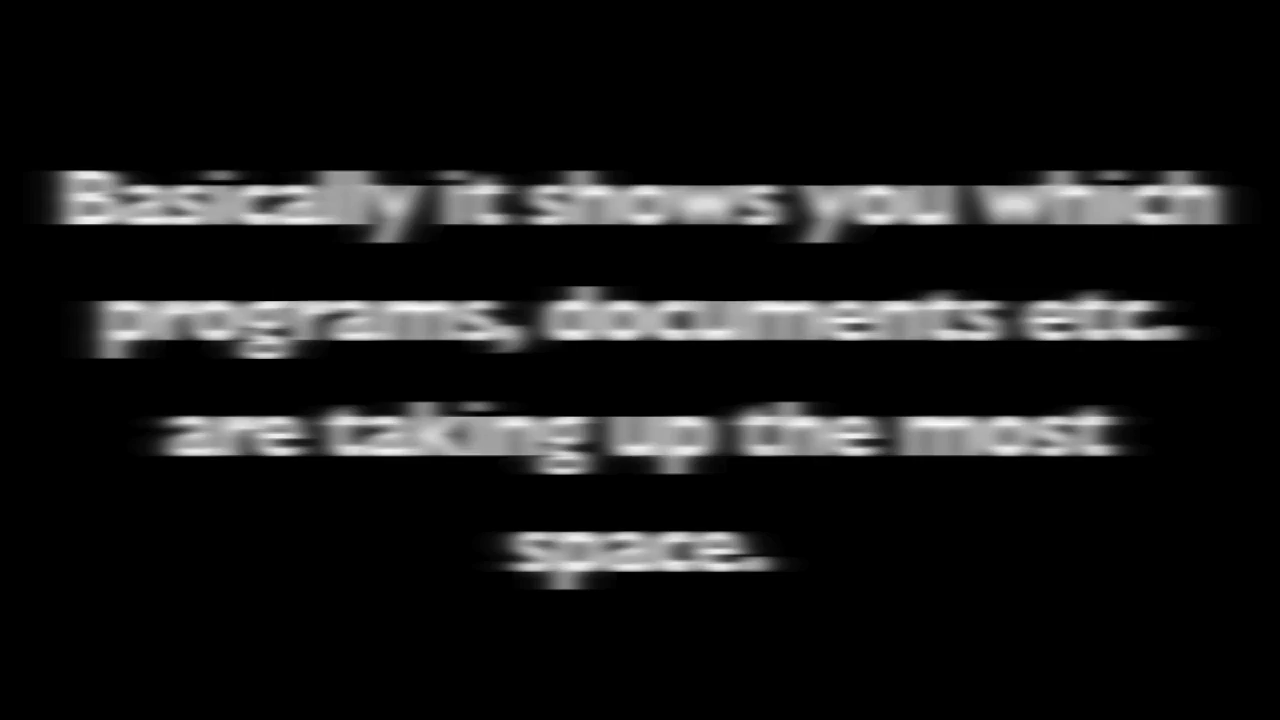 Basically it shows you which
programs, documents etc.
are taking up the most
space.